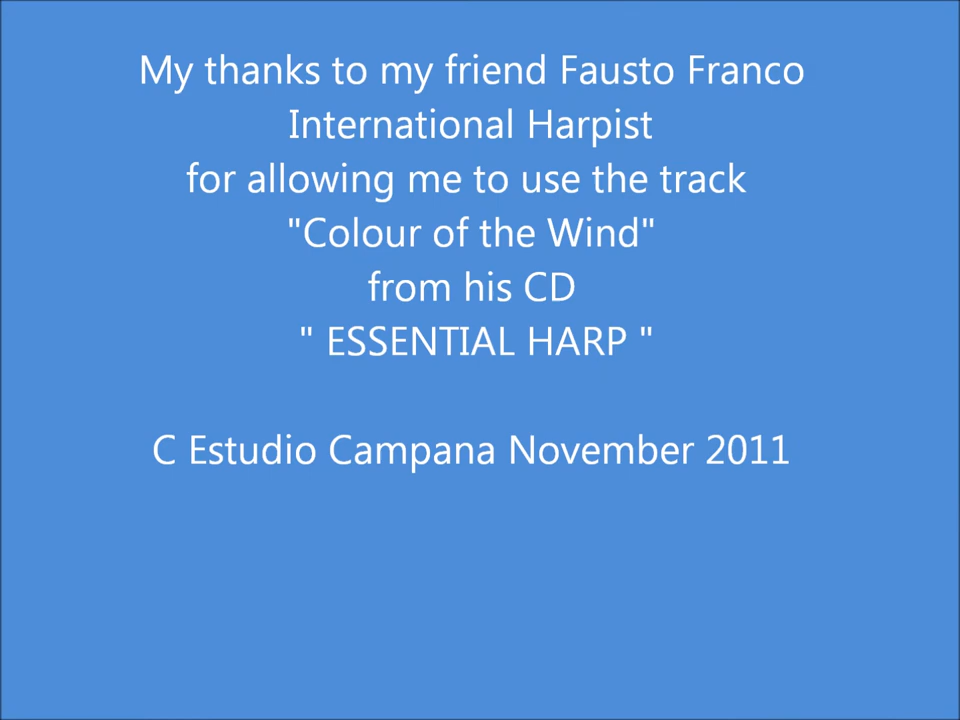 My thanks to my friend Fausto Franco
International Harpist
for allowing me to use the track
"Colour of the Wind"
from his CD
" ESSENTIAL HARP "
C Estudio Campana November 2011